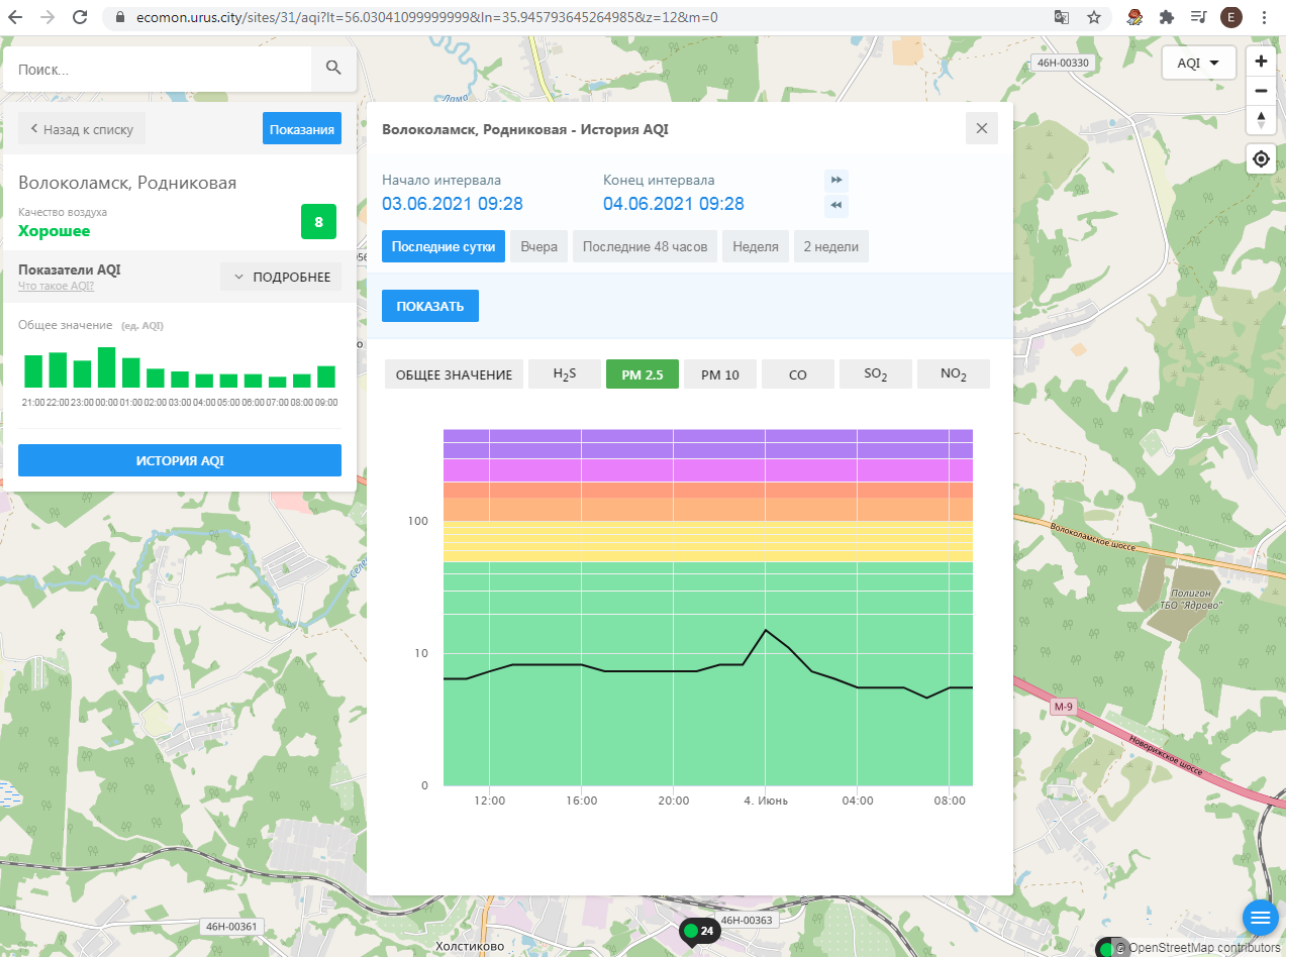 ecomon.urus.city/sites/31/aqi?lt=56.03041099999999&ln=35.945793645264985&z=12&m=0
E
Поиск...
Назад к списку
Показания
Волоколамск, Родниковая
Качество воздуха
Хорошее
8
Показатели AQI
Что такое AQI?
ПОДРОБНЕЕ
Общее значение (ед. AQI)
21:00 22:00 23:00 00:00 01:00 02:00 03:00 04:00 05:00 06:00 07:00 08:00 09:00
ИСТОРИЯ AQI
Волоколамск, Родниковая - История AQI
Начало интервала
03.06.2021 09:28
Конец интервала
04.06.2021 09:28
Последние сутки
Вчера
Последние 48 часов
Неделя
2 недели
ПОКАЗАТЬ
ОБЩЕЕ ЗНАЧЕНИЕ
H2S
PM 2.5
PM 10
CO
SO2
NO2
100
10
0
12:00
16:00
20:00
4. Июнь
04:00
08:00
AQI
46Н-00330
Лама
Волоколамское шоссе
Полигон
ТБО "Ядрово"
М-9
Новорижское шоссе
46Н-00361
46Н-00363
24
Холстиково
© OpenStreetMap contributors